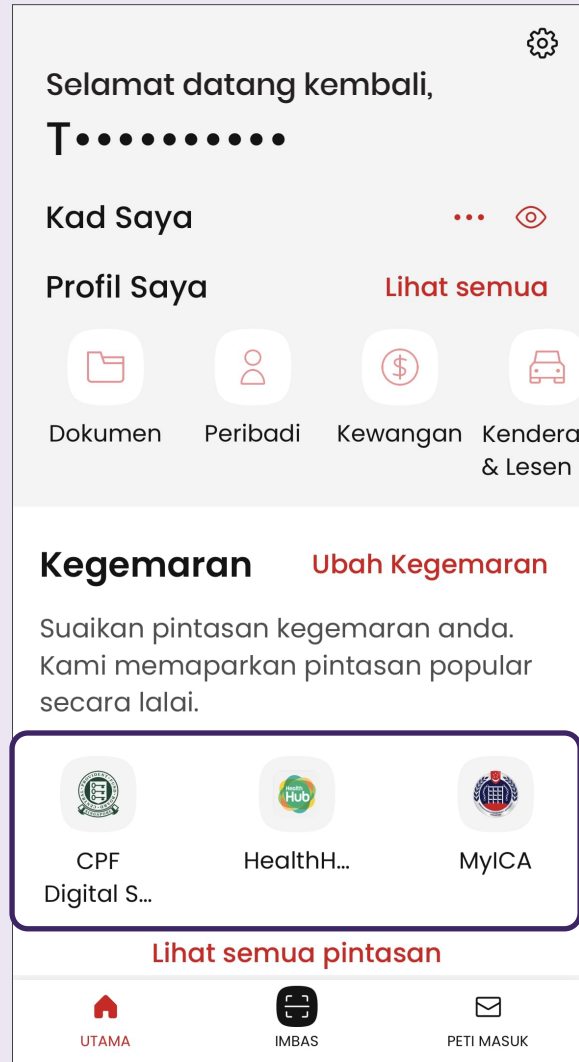 Selamat datang kembali,
T••••••••••
Kad Saya
Profil Saya Lihat semua
Dokumen Peribadi Kewangan Kendera
& Lesen
Kegemaran Ubah Kegemaran
Suaikan pintasan kegemaran anda.
Kami memaparkan pintasan popular
secara lalai.
Health
Hub
CPF HealthH... MyICA
Digital S...
Lihat semua pintasan
UTAMA IMBAS PETI MASUK